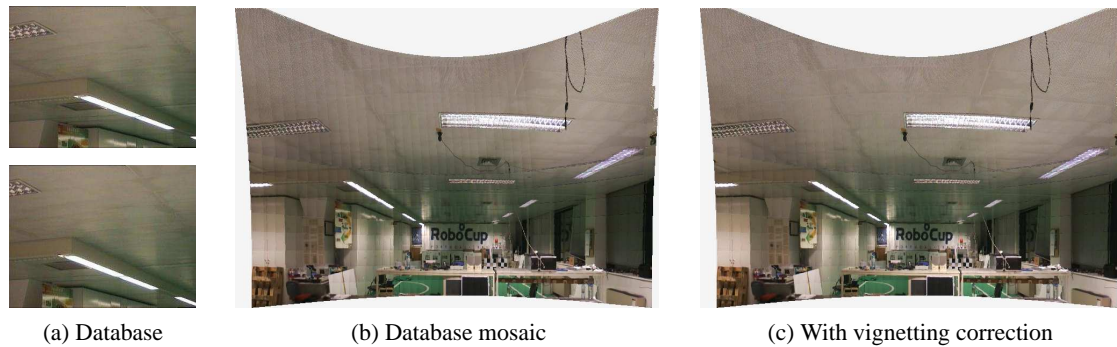 RoboCup
RoboCup
(a) Database
(b) Database mosaic
(c) With vignetting correction